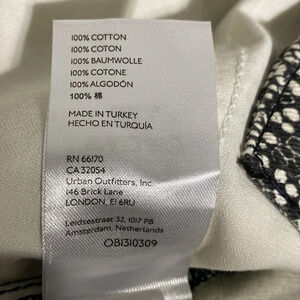 100% COTTON
100% COTON
100% BAUMWOLLE
100% COTONE
100% ALGODÓN
100% 棉
MADE IN TURKEY
HECHO EN TURQUÍA
RN 66170
CA 32054
Urban Outfitters, Inc.
146 Brick Lane
LONDON, E1 6RU
Leidsestraat 32, 1017 PB
Amsterdam, Netherlands
OB1310309